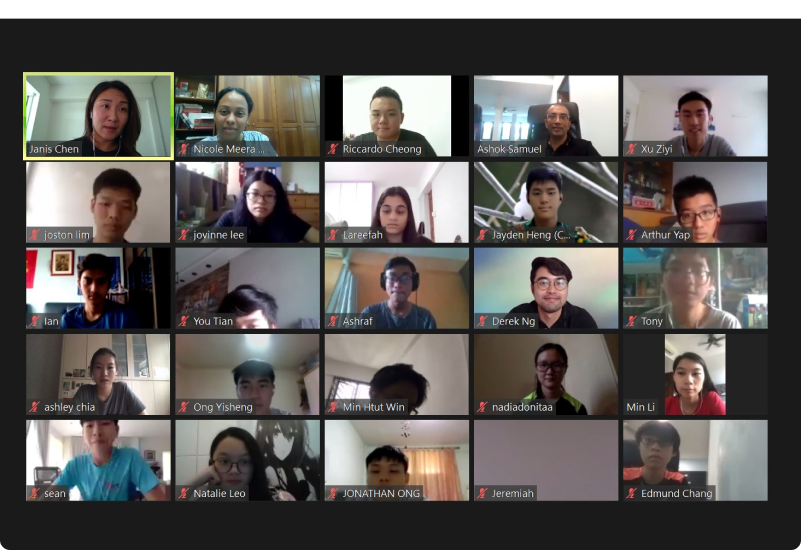 Janis Chen
Nicole Meera ...
Riccardo Cheong
Ashok Samuel
Xu Ziyi
joston lim
jovinne lee
Lareefah
Jayden Heng (C...
Arthur Yap
Ian
You Tian
Ashraf
Derek Ng
Tony
ashley chia
Ong Yisheng
Min Htut Win
nadiadonitaa
Min Li
sean
Natalie Leo
JONATHAN ONG
Jeremiah
Edmund Chang